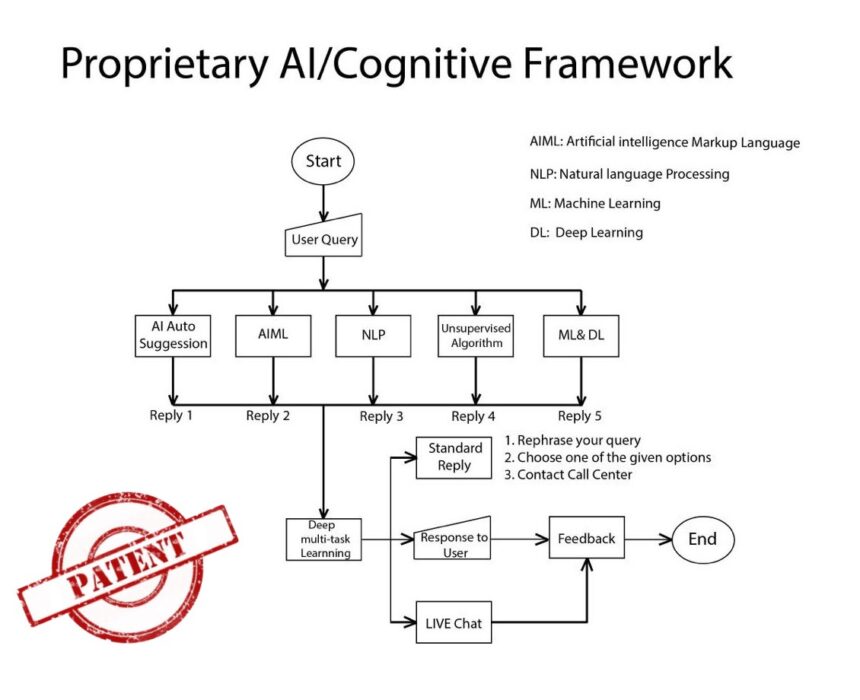 Proprietary AI/Cognitive Framework
AIML: Artificial intelligence Markup Language
NLP: Natural language Processing
ML: Machine Learning
DL: Deep Learning
Start
User Query
AI Auto
Suggession
AIML
NLP
Unsupervised
Algorithm
ML& DL
Reply 1
Reply 2
Reply 3
Reply 4
Reply 5
Standard
Reply
1. Rephrase your query
2. Choose one of the given options
3. Contact Call Center
Deep
multi-task
Learnning
Response to
User
Feedback
End
LIVE Chat
PATENT